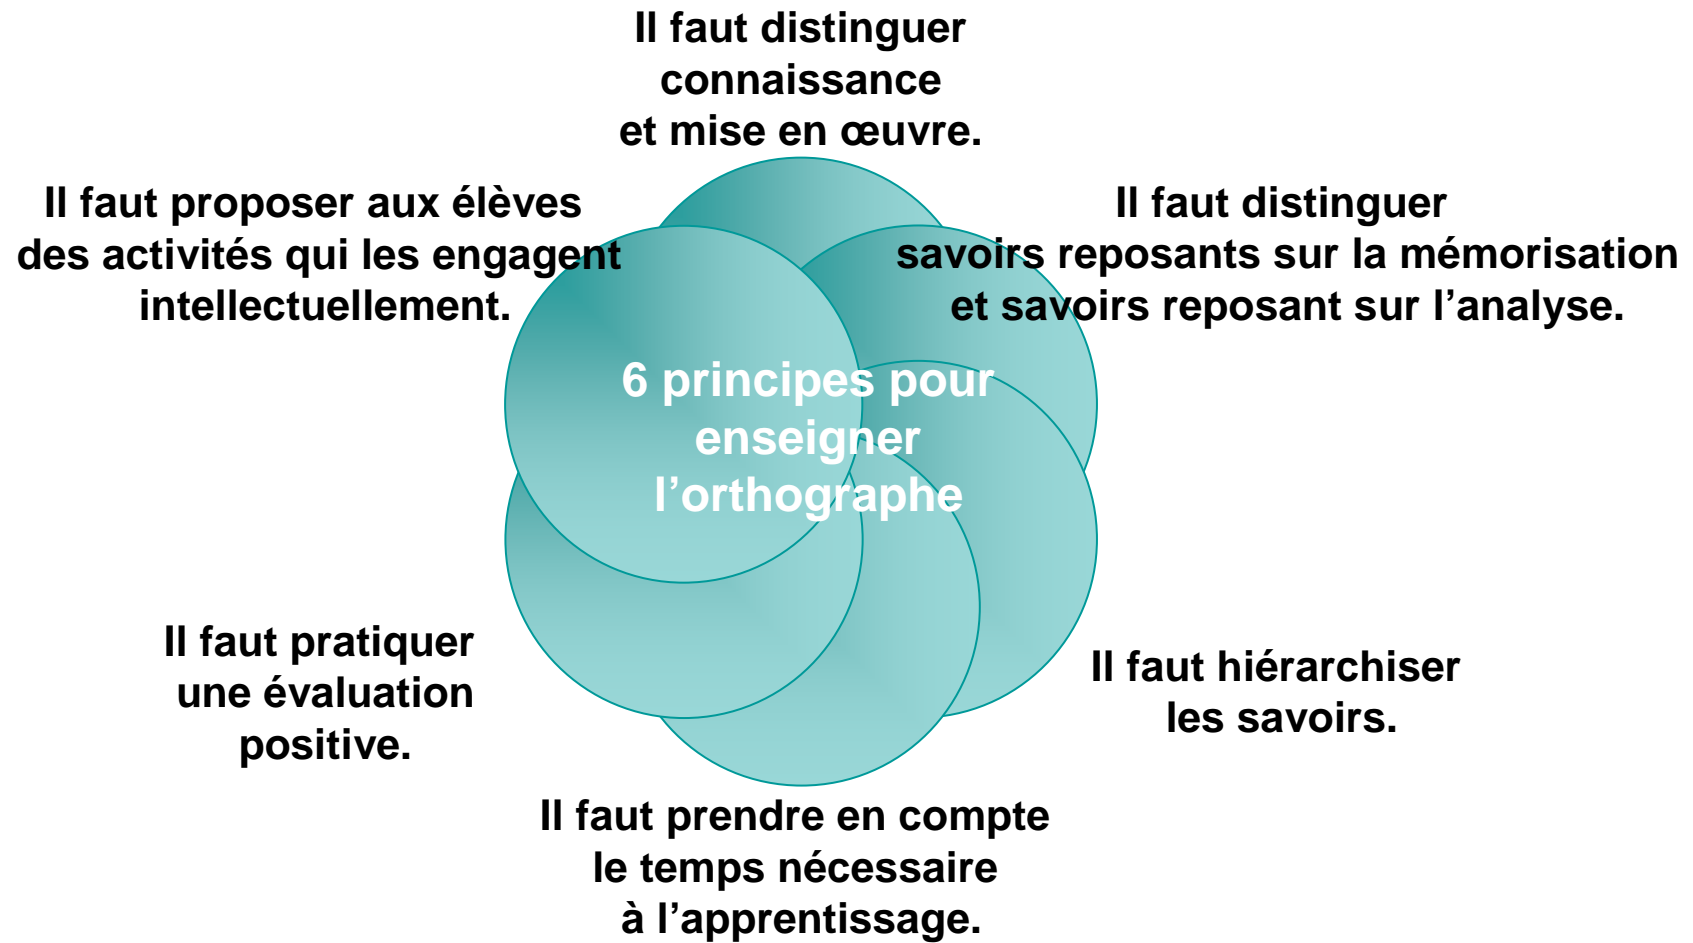 Il faut distinguer
connaissance
et mise en œuvre.
Il faut proposer aux élèves
des activités qui les engagent
intellectuellement.
Il faut distinguer
savoirs reposants sur la mémorisation
et savoirs reposant sur l’analyse.
6 principes pour
enseigner
l’orthographe
Il faut pratiquer
une évaluation
positive.
Il faut hiérarchiser
les savoirs.
Il faut prendre en compte
le temps nécessaire
à l’apprentissage.